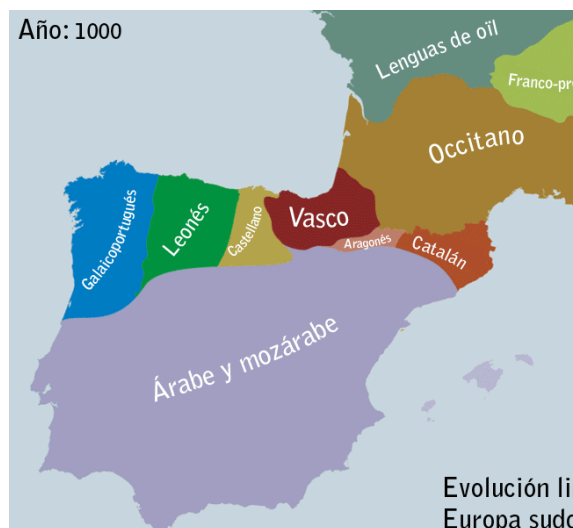 Año: 1000
Lenguas de oïl
Franco-pr
Occitano
Galaicoportugués
Leonés
Castellano
Vasco
Aragonés
Catalán
Árabe y mozárabe
Evolución li
Europa sudo